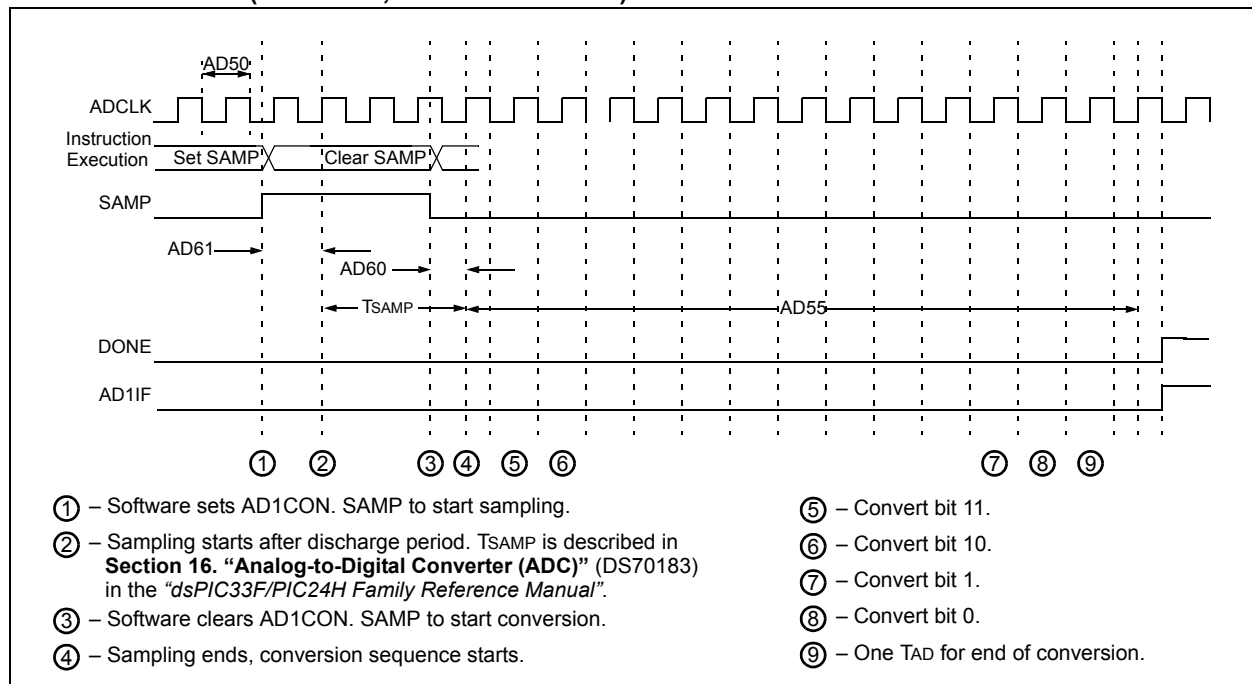 AD50
ADCLK
Instruction
Execution
Set SAMP
Clear SAMP
SAMP
AD61
AD60
TSAMP
AD55
DONE
AD1IF
1 2 3 4 5 6 7 8 9
① – Software sets AD1CON. SAMP to start sampling.
② – Sampling starts after discharge period. TSAMP is described in
Section 16. “Analog-to-Digital Converter (ADC)” (DS70183)
in the “dsPIC33F/PIC24H Family Reference Manual”.
③ – Software clears AD1CON. SAMP to start conversion.
④ – Sampling ends, conversion sequence starts.
⑤ – Convert bit 11.
⑥ – Convert bit 10.
⑦ – Convert bit 1.
⑧ – Convert bit 0.
⑨ – One TAD for end of conversion.